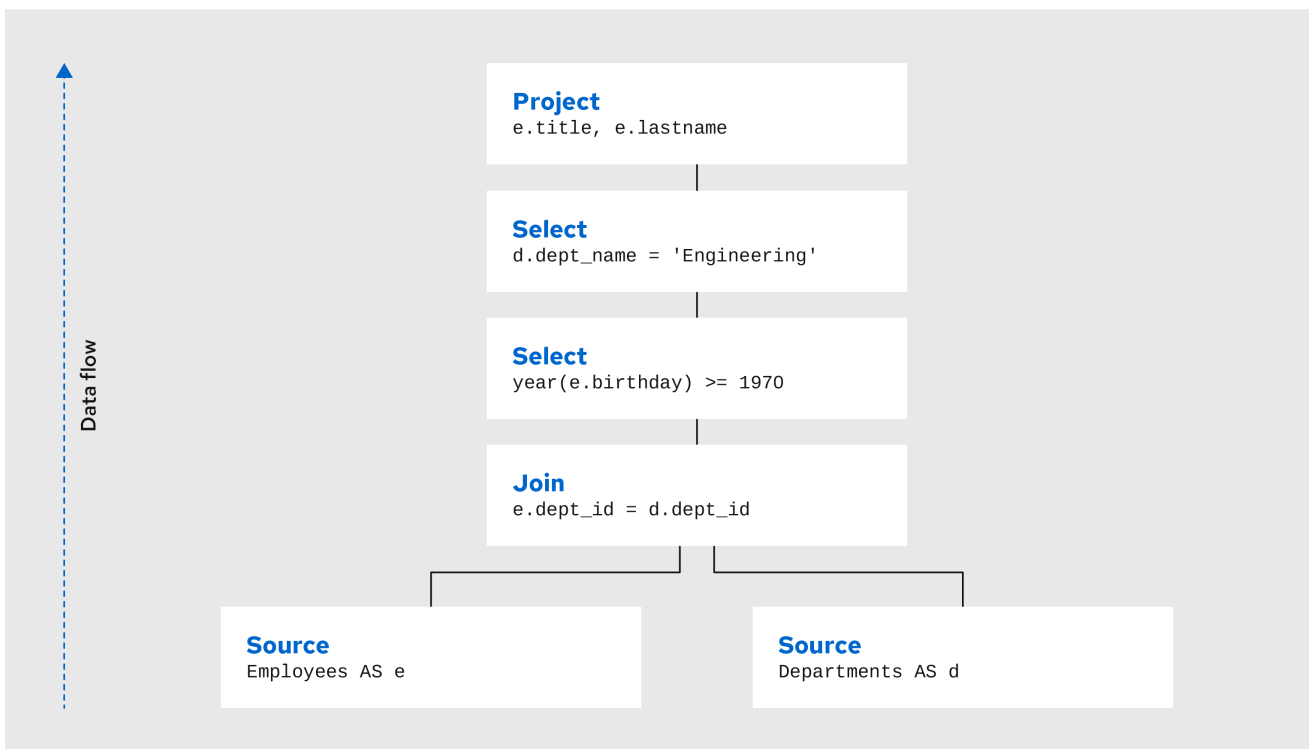 Project
e.title, e.lastname
Select
d.dept_name = 'Engineering'
Select
year(e.birthday) >= 1970
Data flow
Join
e.dept_id = d.dept_id
Source
Employees AS e
Source
Departments AS d